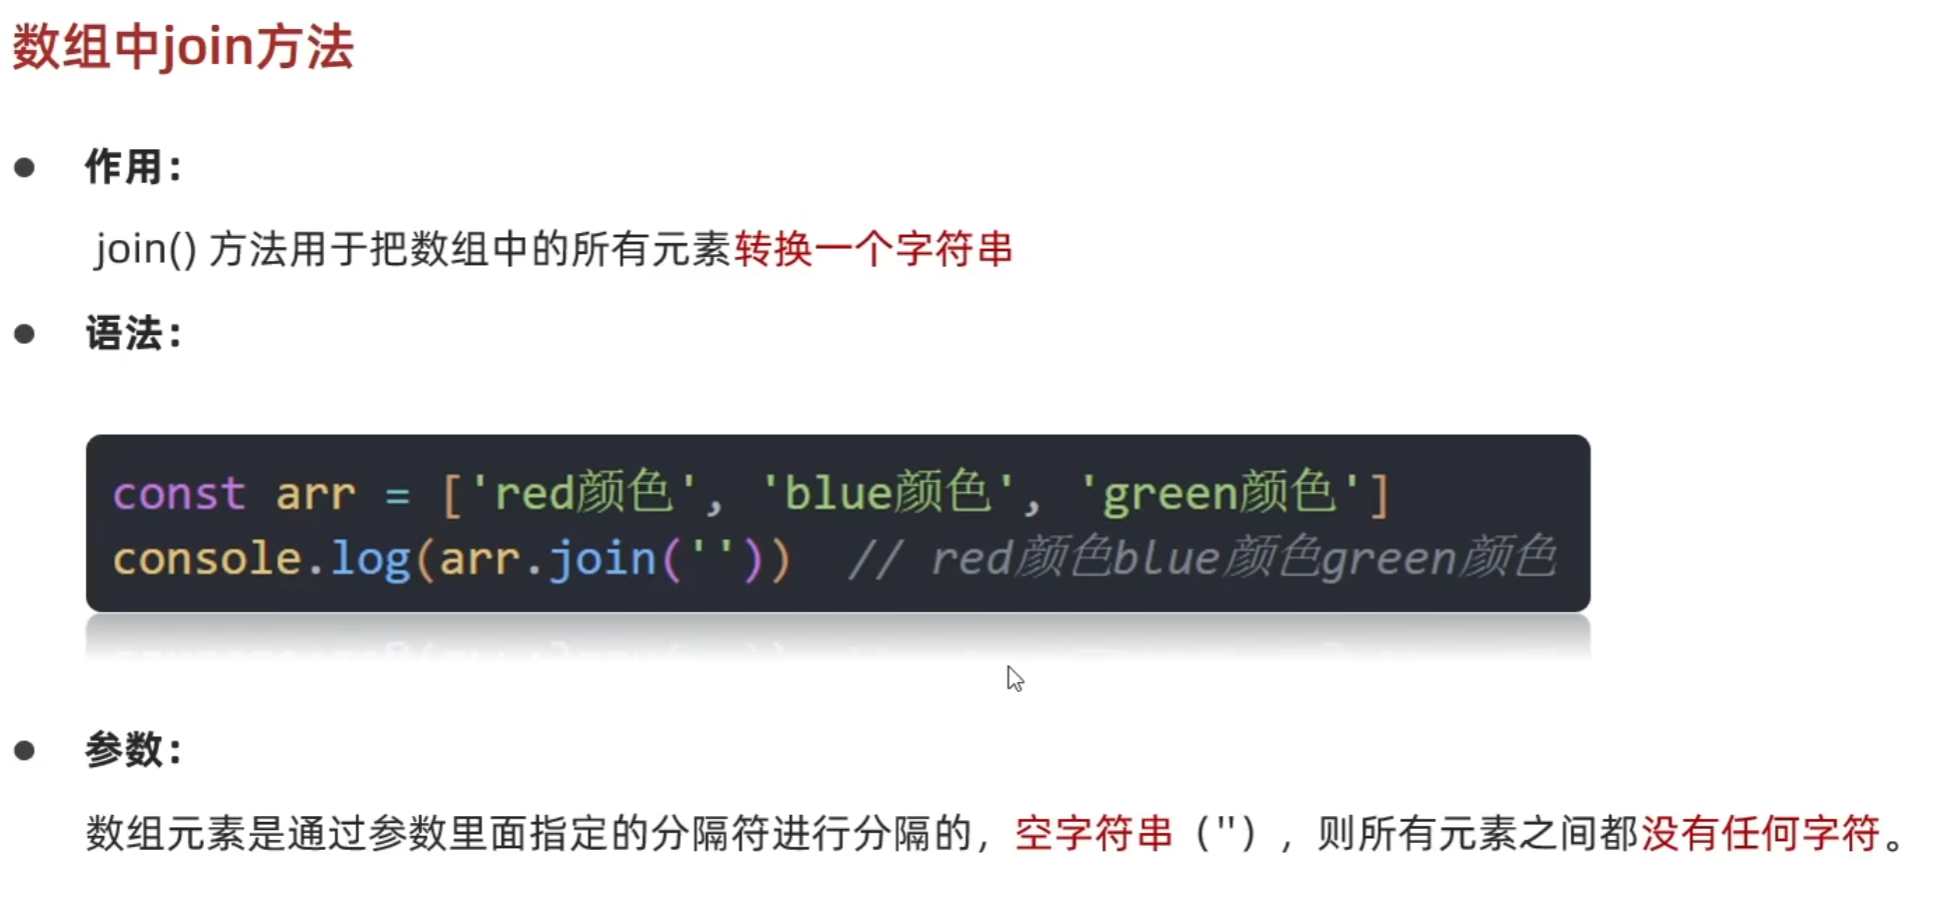 数组中join方法
● 作用：
join() 方法用于把数组中的所有元素转换一个字符串
● 语法：
const arr = ['red颜色', 'blue颜色', 'green颜色']
console.log(arr.join(''))  // red颜色blue颜色green颜色
● 参数：
数组元素是通过参数里面指定的分隔符进行分隔的，空字符串（''），则所有元素之间都没有任何字符。